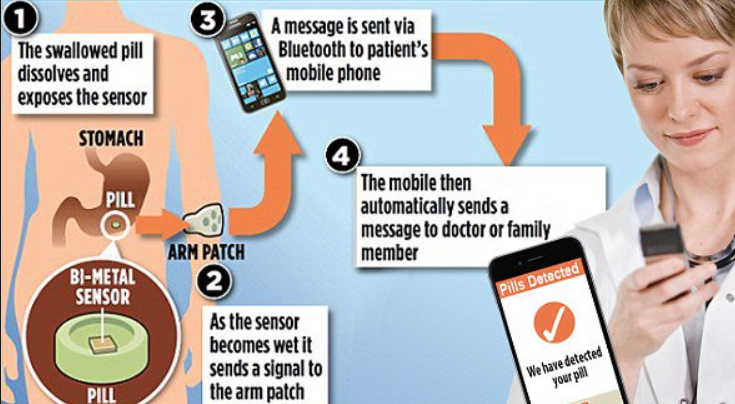 1
The swallowed pill
dissolves and
exposes the sensor
STOMACH
PILL
ARM PATCH
BI-METAL
SENSOR
PILL
2
As the sensor
becomes wet it
sends a signal to
the arm patch
3
A message is sent via
Bluetooth to patient's
mobile phone
4
The mobile then
automatically sends a
message to doctor or family
member
Pills Detected
We have detected
your pill